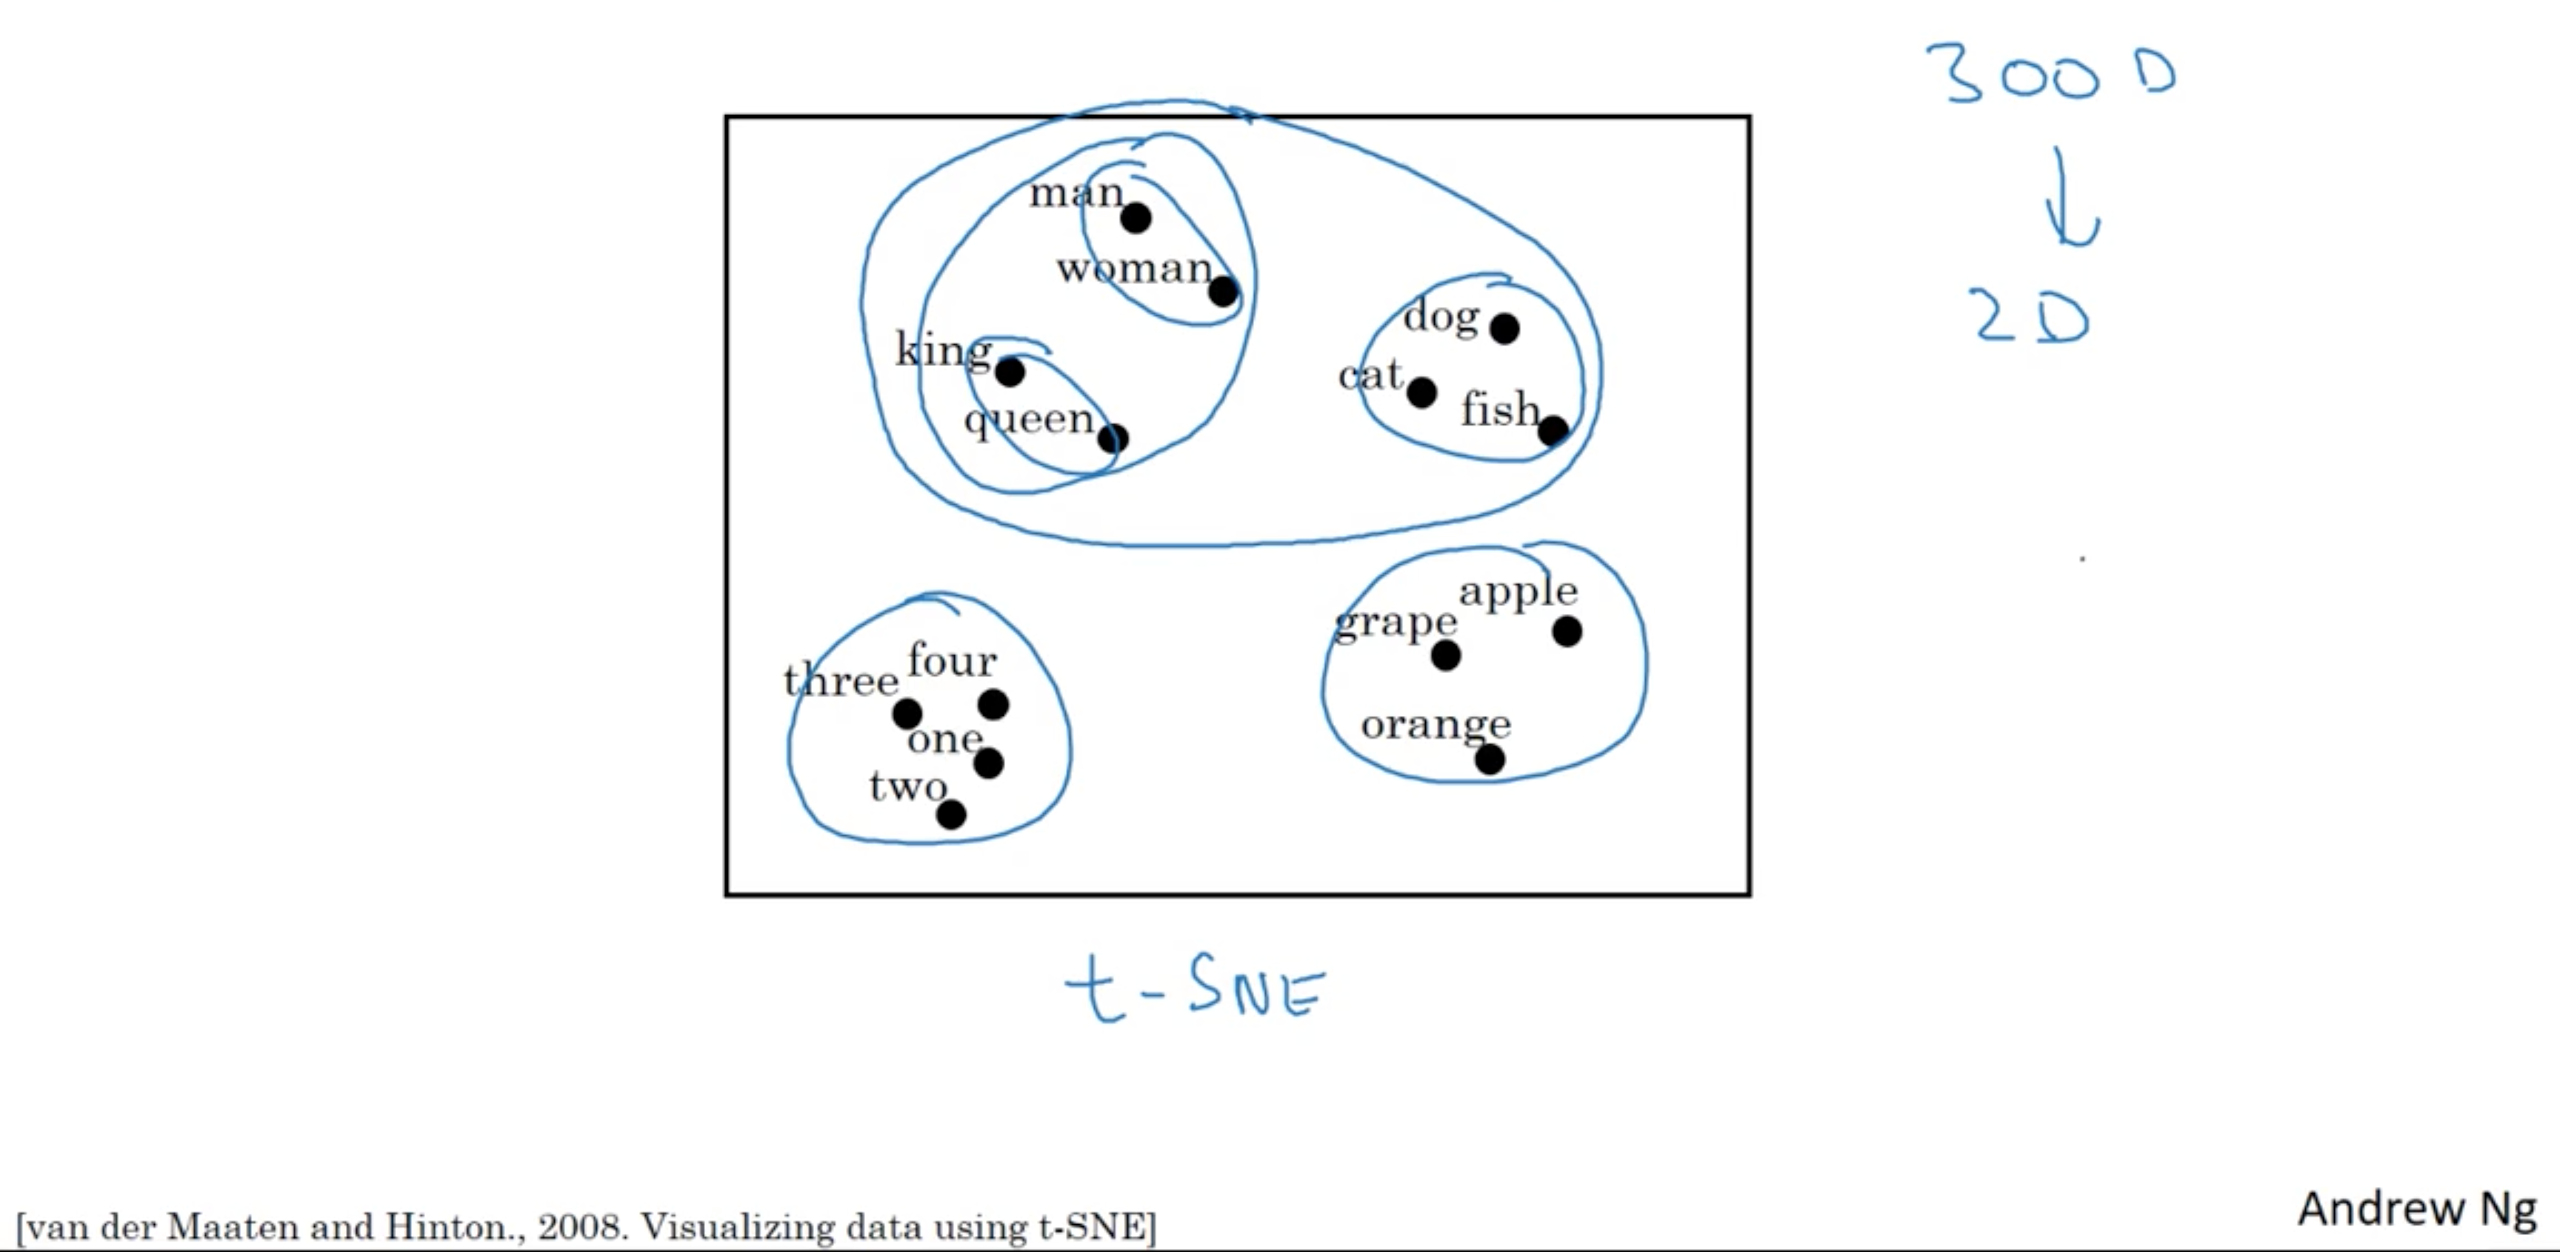 300D
2D
man
woman
king
queen
dog
cat
fish
apple
grape
orange
four
three
one
two
t-SNE
[van der Maaten and Hinton., 2008. Visualizing data using t-SNE]
Andrew Ng